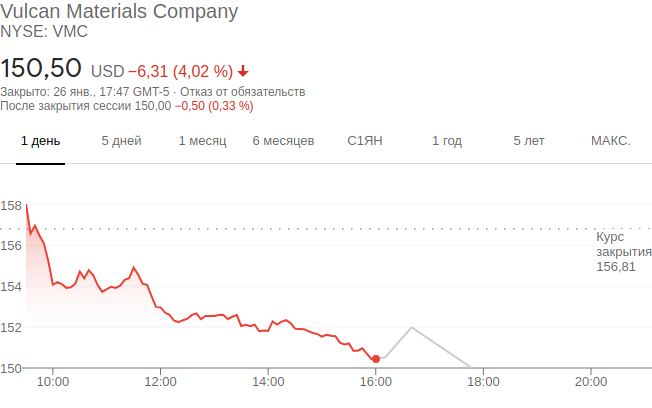 Vulcan Materials Company
NYSE: VMC
150,50 USD −6,31 (4,02 %)
Закрыто: 26 янв., 17:47 GMT-5 · Отказ от обязательств
После закрытия сессии 150,00 −0,50 (0,33 %)
1 день 5 дней 1 месяц 6 месяцев С1ЯН 1 год 5 лет МАКС.
158
Курс
закрытия
156,81
156
154
152
150
10:00 12:00 14:00 16:00 18:00 20:00